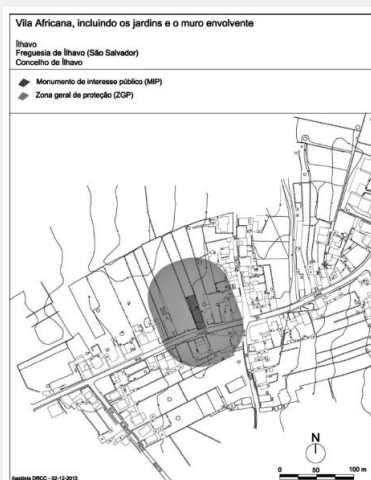 Vila Africana, incluindo os jardins e o muro envolvente
Ílhavo
Freguesia de Ílhavo (São Salvador)
Concelho de Ílhavo
Monumento de interesse público (MIP)
Zona geral de proteção (ZGP)
N
0 50 100 m
DRCC - 02-12-2013